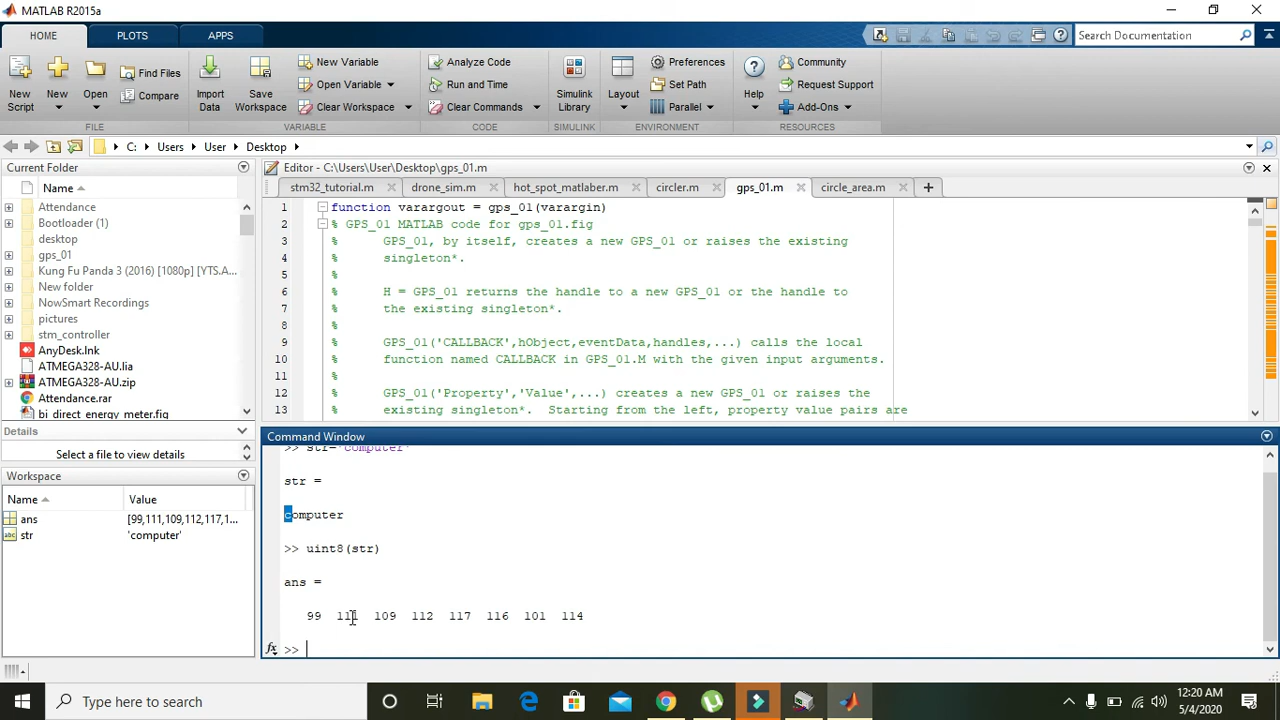 MATLAB R2015a
HOME PLOTS APPS
Search Documentation
New Script
New
Open
Find Files
Compare
FILE
Import Data
Save Workspace
New Variable
Open Variable
Clear Workspace
VARIABLE
Analyze Code
Run and Time
Clear Commands
CODE
Simulink Library
SIMULINK
Layout
Preferences
Set Path
Parallel
ENVIRONMENT
Help
Community
Request Support
Add-Ons
RESOURCES
C: Users User Desktop
Current Folder
Name
Attendance
Bootloader (1)
desktop
gps_01
Kung Fu Panda 3 (2016) [1080p] [YTS.A...
New folder
NowSmart Recordings
pictures
stm_controller
AnyDesk.lnk
ATMEGA328-AU.lia
ATMEGA328-AU.zip
Attendance.rar
bi_direct_energy_meter.fig
Details
Select a file to view details
Workspace
Name Value
ans [99,111,109,112,117,1...
str 'computer'
Editor - C:\Users\User\Desktop\gps_01.m
stm32_tutorial.m drone_sim.m hot_spot_matlaber.m circler.m gps_01.m circle_area.m
1 function varargout = gps_01(varargin)
2 % GPS_01 MATLAB code for gps_01.fig
3 % GPS_01, by itself, creates a new GPS_01 or raises the existing
4 % singleton*.
5 %
6 % H = GPS_01 returns the handle to a new GPS_01 or the handle to
7 % the existing singleton*.
8 %
9 % GPS_01('CALLBACK',hObject,eventData,handles,...) calls the local
10 % function named CALLBACK in GPS_01.M with the given input arguments.
11 %
12 % GPS_01('Property','Value',...) creates a new GPS_01 or raises the
13 % existing singleton*. Starting from the left, property value pairs are
Command Window
>> str='computer'
str =
computer
>> uint8(str)
ans =
99 111 109 112 117 116 101 114
fx >>
Type here to search
12:20 AM
5/4/2020